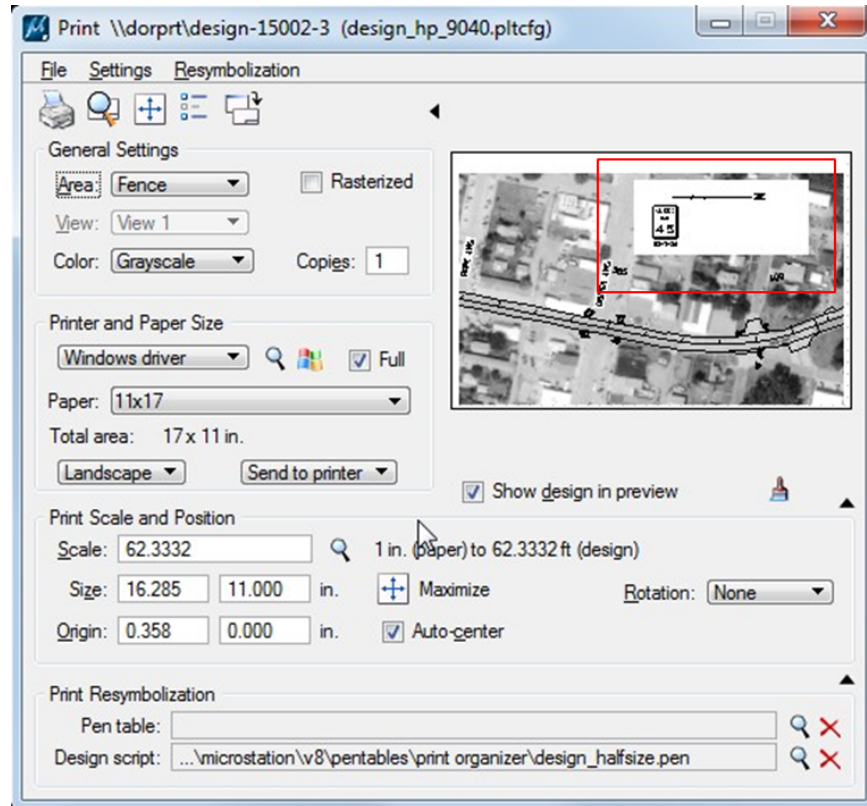 Print \\dorprt\design-15002-3 (design_hp_9040.pltcfg)
File Settings Resymbolization
General Settings
Area: Fence Rasterized
View: View 1
Color: Grayscale Copies: 1
Printer and Paper Size
Windows driver Full
Paper: 11x17
Total area: 17 x 11 in.
Landscape Send to printer
45
Show design in preview
Print Scale and Position
Scale: 62.3332 1 in. (paper) to 62.3332 ft (design)
Size: 16.285 11.000 in. Maximize Rotation: None
Origin: 0.358 0.000 in. Auto-center
Print Resymbolization
Pen table:
Design script: ...\microstation\v8\pentables\print organizer\design_halfsize.pen